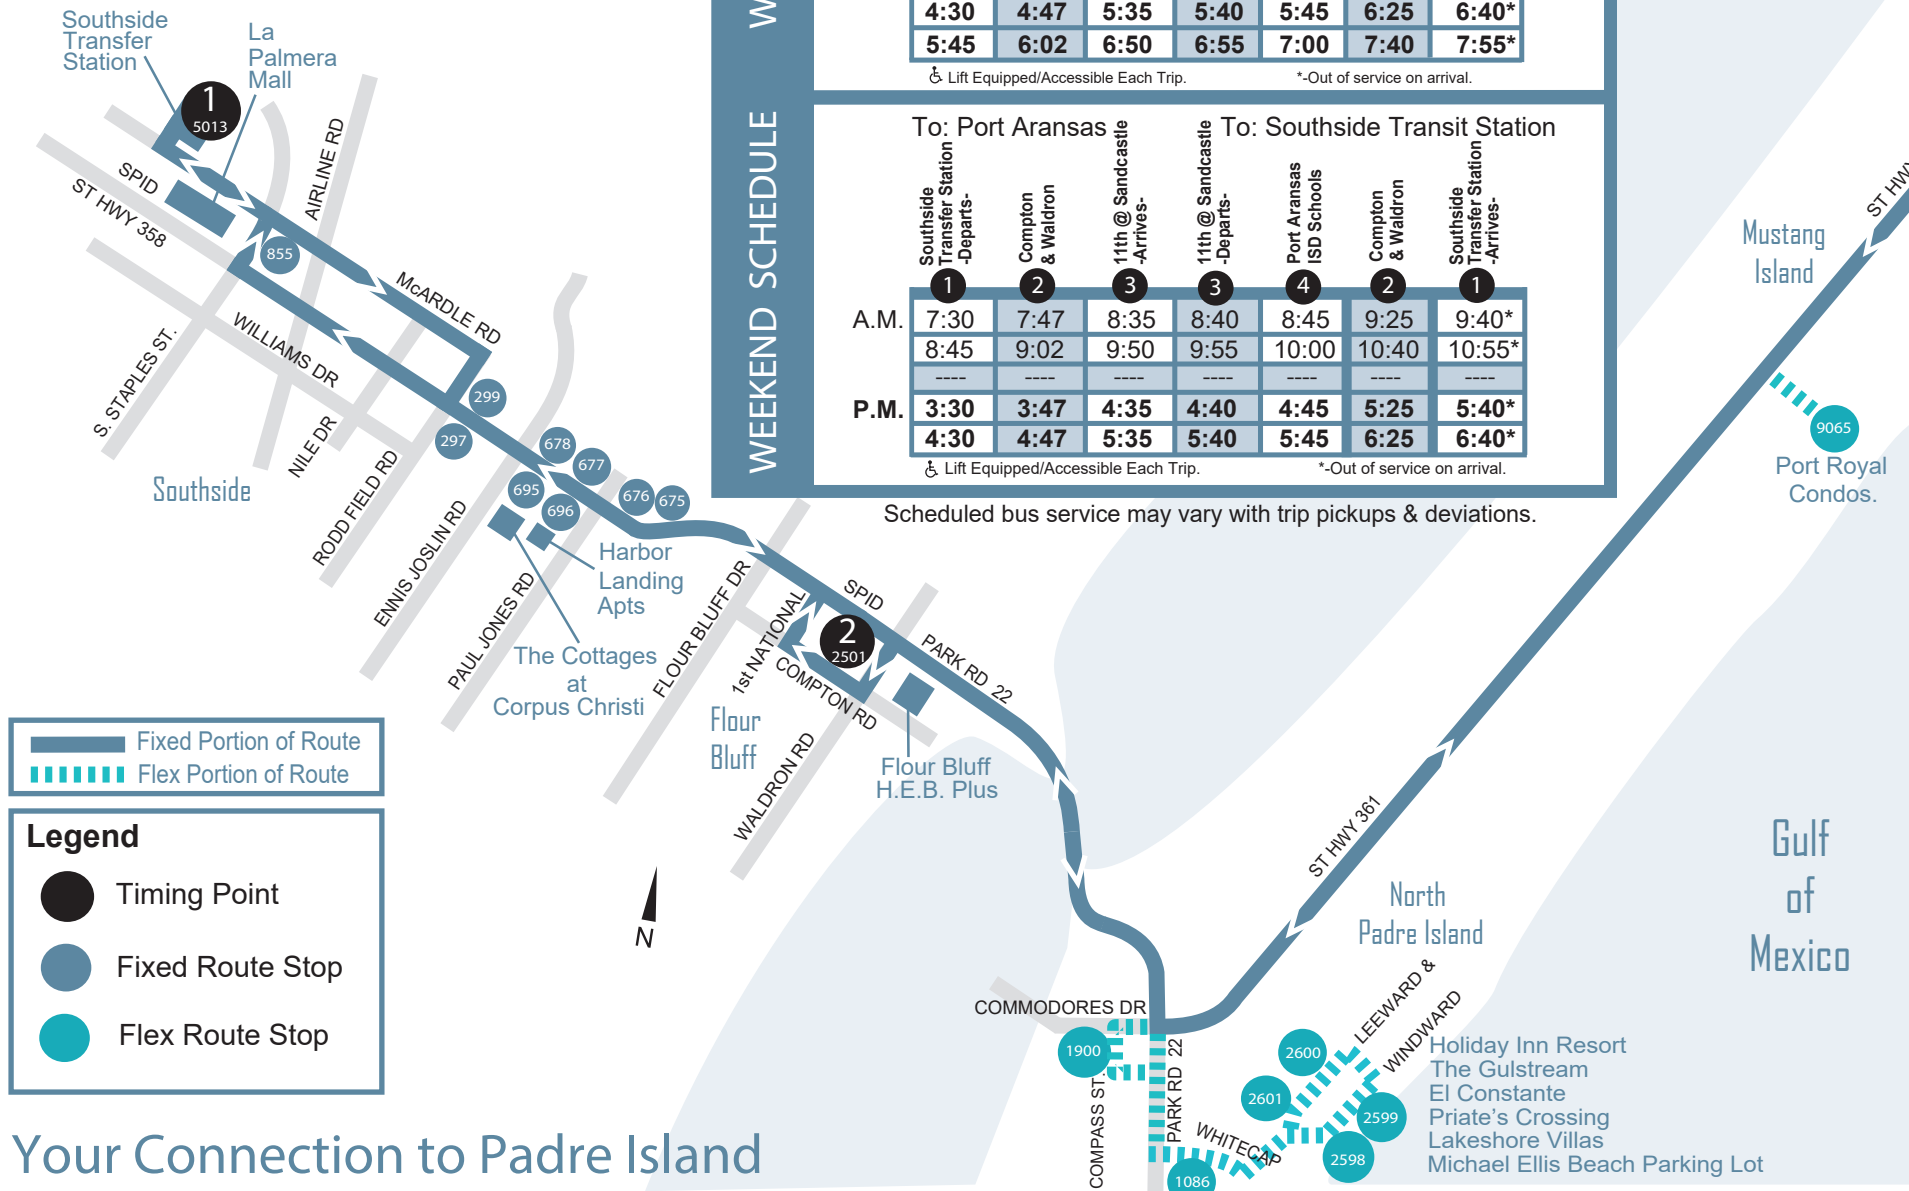 4:30 4:47 5:35 5:40 5:45 6:25 6:40*
5:45 6:02 6:50 6:55 7:00 7:40 7:55*
Lift Equipped/Accessible Each Trip. *-Out of service on arrival.
WEEKEND SCHEDULE
To: Port Aransas To: Southside Transit Station
Southside Transfer Station -Departs-
Compton & Waldron
11th @ Sandcastle -Arrives-
11th @ Sandcastle -Departs-
Port Aransas ISD Schools
Compton & Waldron
Southside Transfer Station -Arrives-
1 2 3 3 4 2 1
A.M. 7:30 7:47 8:35 8:40 8:45 9:25 9:40*
8:45 9:02 9:50 9:55 10:00 10:40 10:55*
---- ---- ---- ---- ---- ---- ----
P.M. 3:30 3:47 4:35 4:40 4:45 5:25 5:40*
4:30 4:47 5:35 5:40 5:45 6:25 6:40*
Lift Equipped/Accessible Each Trip. *-Out of service on arrival.
Scheduled bus service may vary with trip pickups & deviations.
Southside
Transfer
Station
La
Palmera
Mall
1
5013
SPID
ST HWY 358
AIRLINE RD
855
McARDLE RD
WILLIAMS DR
S. STAPLES ST.
NILE DR
RODD FIELD RD
Southside
299
297
678
677
695
696
676
675
ENNIS JOSLIN RD
PAUL JONES RD
Harbor
Landing
Apts
The Cottages
at
Corpus Christi
FLOUR BLUFF DR
1st NATIONAL
SPID
2
2501
COMPTON RD
PARK RD 22
Flour
Bluff
WALDRON RD
Flour Bluff
H.E.B. Plus
Mustang
Island
ST HW
9065
Port Royal
Condos.
ST HWY 361
North
Padre Island
Gulf
of
Mexico
COMMODORES DR
1900
COMPASS ST.
PARK RD 22
WHITECAP
1086
2600
2601
2599
2598
LEEWARD &
WINDWARD
Holiday Inn Resort
The Gulstream
El Constante
Priate's Crossing
Lakeshore Villas
Michael Ellis Beach Parking Lot
Fixed Portion of Route
Flex Portion of Route
Legend
Timing Point
Fixed Route Stop
Flex Route Stop
N
Your Connection to Padre Island